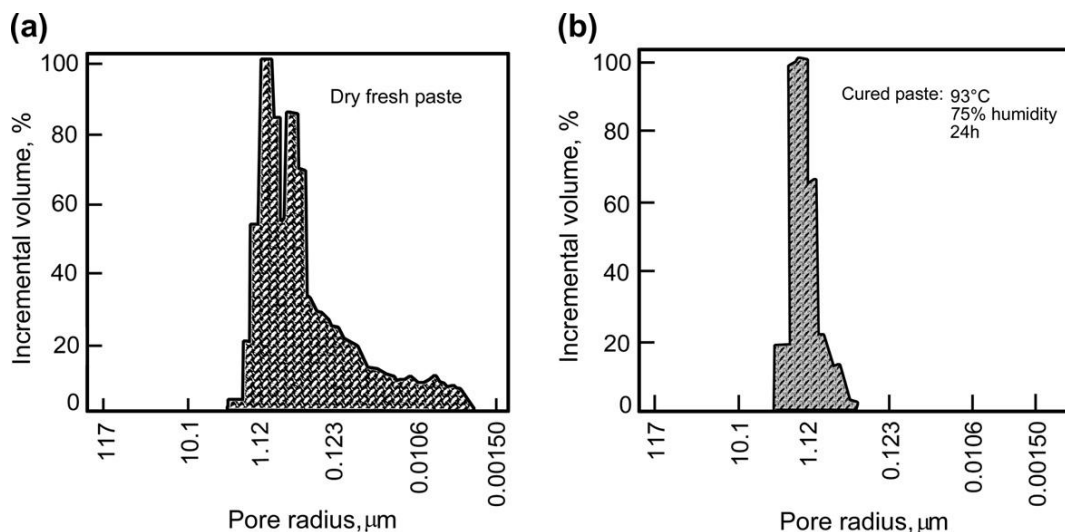 (a)
Incremental volume, %
100
80
60
40
20
0
Dry fresh paste
117
10.1
1.12
0.123
0.0106
0.00150
Pore radius, μm
(b)
Incremental volume, %
100
80
60
40
20
0
Cured paste: 93°C
75% humidity
24h
117
10.1
1.12
0.123
0.0106
0.00150
Pore radius, μm